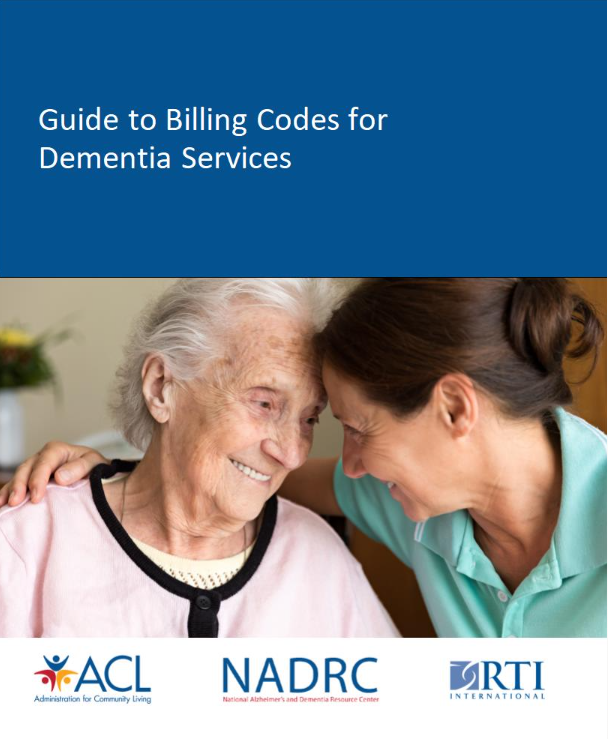 Guide to Billing Codes for
Dementia Services
ACL
Administration for Community Living
NADRC
National Alzheimer's and Dementia Resource Center
RTI
INTERNATIONAL